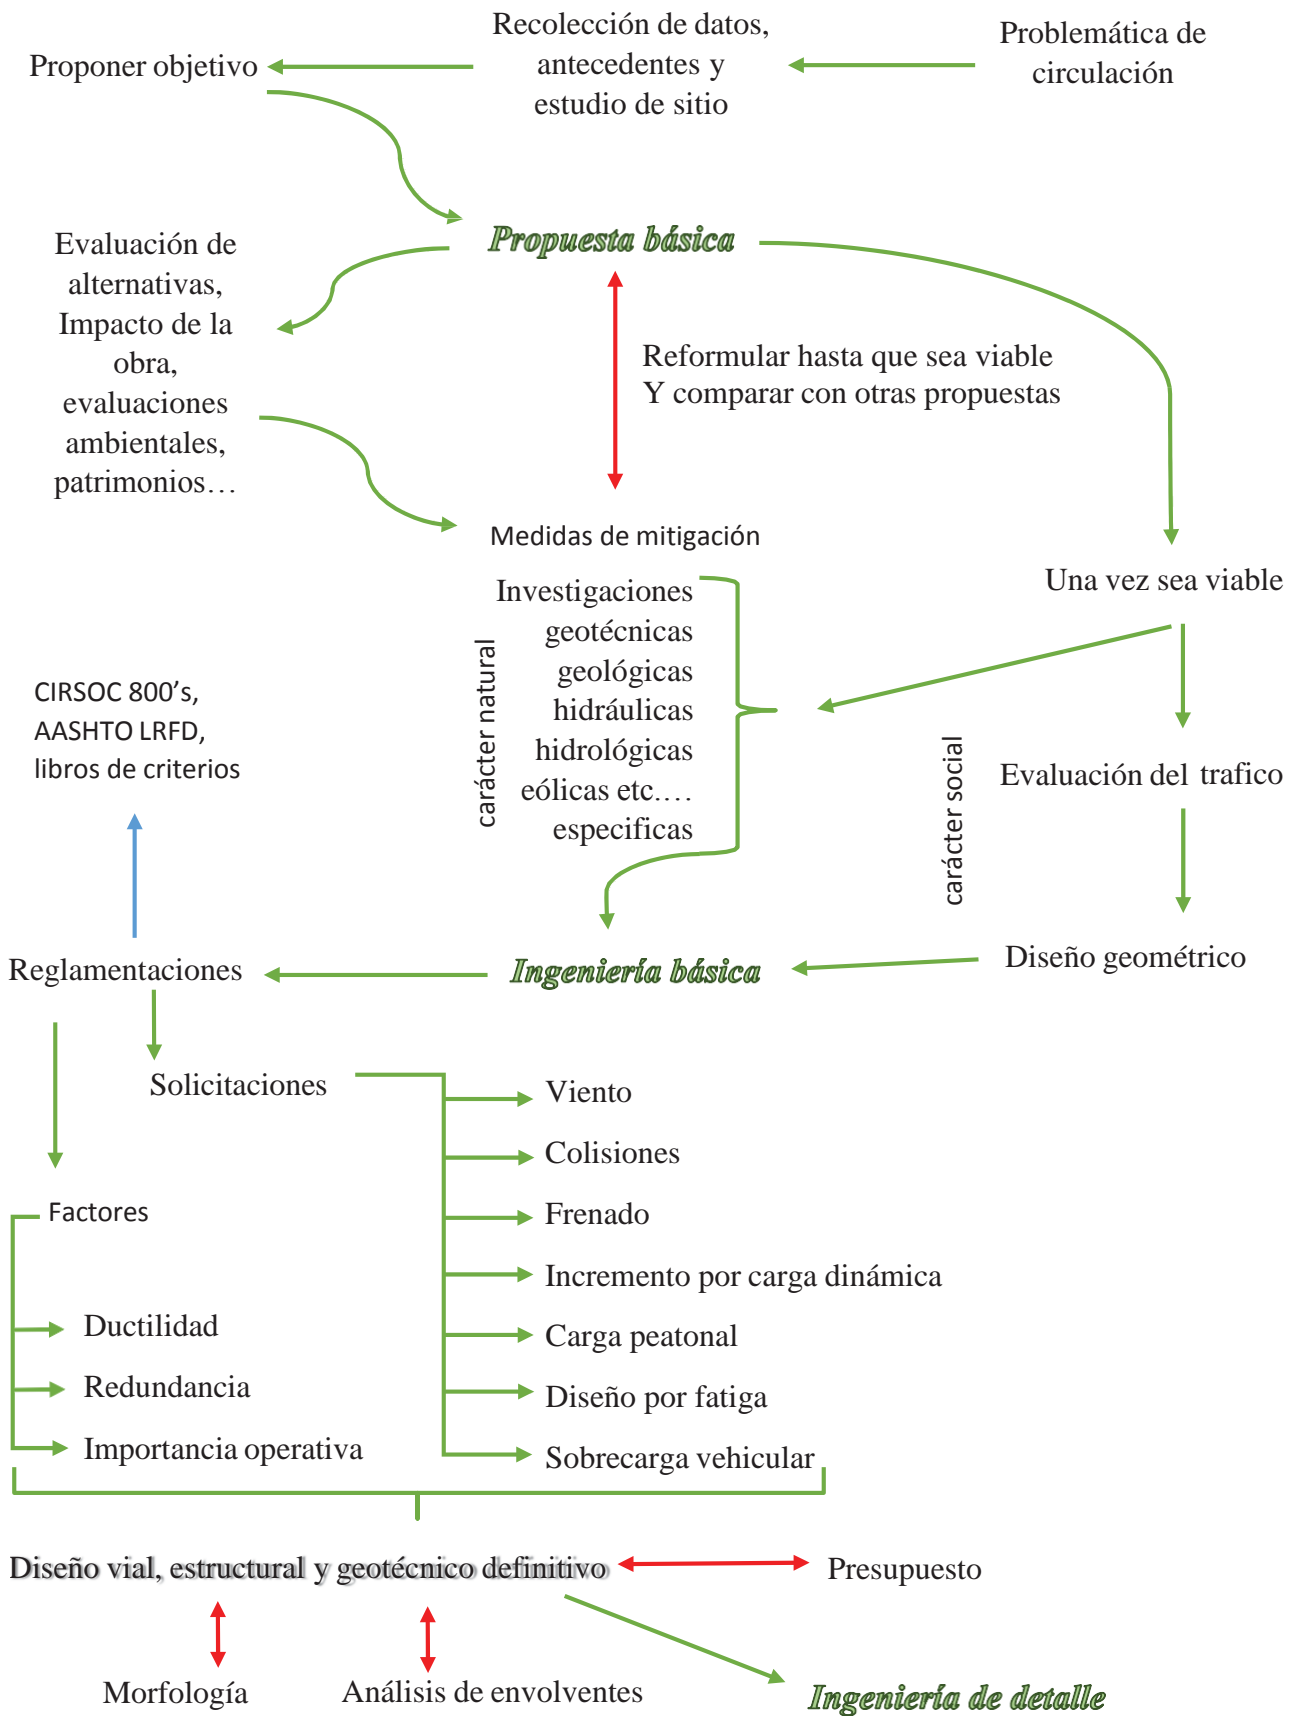 Problemática de
circulación
Recolección de datos,
antecedentes y
estudio de sitio
Proponer objetivo
Propuesta básica
Evaluación de
alternativas,
Impacto de la
obra,
evaluaciones
ambientales,
patrimonios…
Reformular hasta que sea viable
Y comparar con otras propuestas
Medidas de mitigación
Una vez sea viable
carácter natural
Investigaciones
geotécnicas
geológicas
hidráulicas
hidrológicas
eólicas etc.…
especificas
carácter social
Evaluación del trafico
Diseño geométrico
CIRSOC 800's,
AASHTO LRFD,
libros de criterios
Reglamentaciones
Ingeniería básica
Solicitaciones
Viento
Colisiones
Frenado
Incremento por carga dinámica
Carga peatonal
Diseño por fatiga
Sobrecarga vehicular
Factores
Ductilidad
Redundancia
Importancia operativa
Diseño vial, estructural y geotécnico definitivo
Presupuesto
Morfología
Análisis de envolventes
Ingeniería de detalle